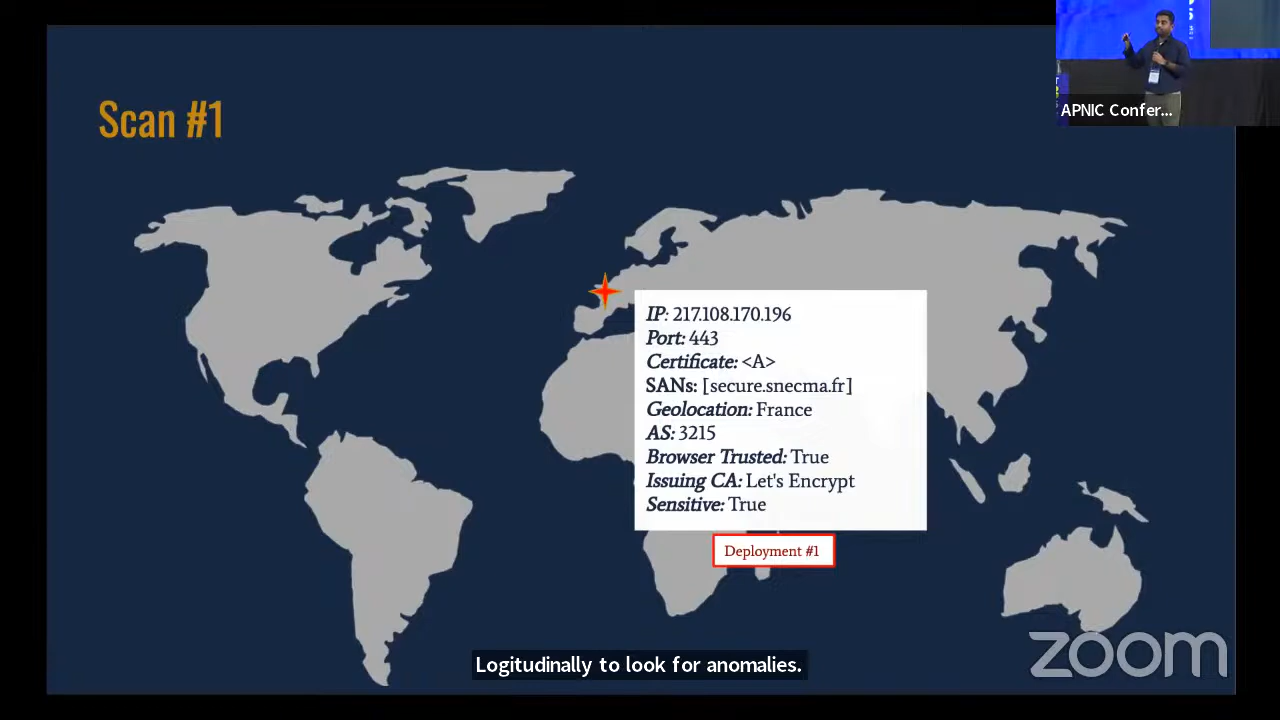 Scan #1
APNIC Confer...
IP: 217.108.170.196
Port: 443
Certificate: <A>
SANs: [secure.snecma.fr]
Geolocation: France
AS: 3215
Browser Trusted: True
Issuing CA: Let's Encrypt
Sensitive: True
Deployment #1
Logitudinally to look for anomalies.
zoom